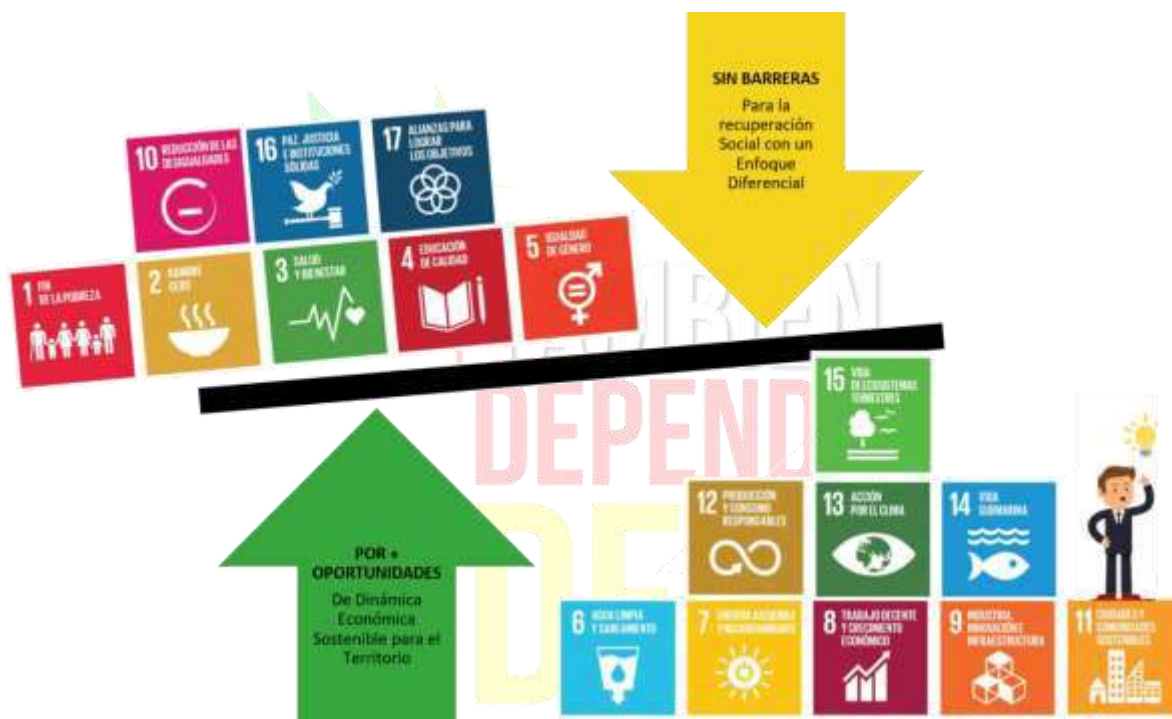 SIN BARRERAS
Para la
recuperación
Social con un
Enfoque
Diferencial
10 REDUCCIÓN DE LAS
DESIGUALDADES
16 PAZ, JUSTICIA
E INSTITUCIONES
SÓLIDAS
17 ALIANZAS PARA
LOGRAR
LOS OBJETIVOS
1 FIN
DE LA POBREZA
2 HAMBRE
CERO
3 SALUD
Y BIENESTAR
4 EDUCACIÓN
DE CALIDAD
5 IGUALDAD
DE GÉNERO
DEPEND
DE
15 VIDA
DE ECOSISTEMAS
TERRESTRES
12 PRODUCCIÓN
Y CONSUMO
RESPONSABLES
13 ACCIÓN
POR EL CLIMA
14 VIDA
SUBMARINA
POR +
OPORTUNIDADES
De Dinámica
Económica
Sostenible para el
Territorio
6 AGUA LIMPIA
Y SANEAMIENTO
7 ENERGÍA ASEQUIBLE
Y NO CONTAMINANTE
8 TRABAJO DECENTE
Y CRECIMIENTO
ECONÓMICO
9 INDUSTRIA,
INNOVACIÓN E
INFRAESTRUCTURA
11 CIUDADES Y
COMUNIDADES
SOSTENIBLES